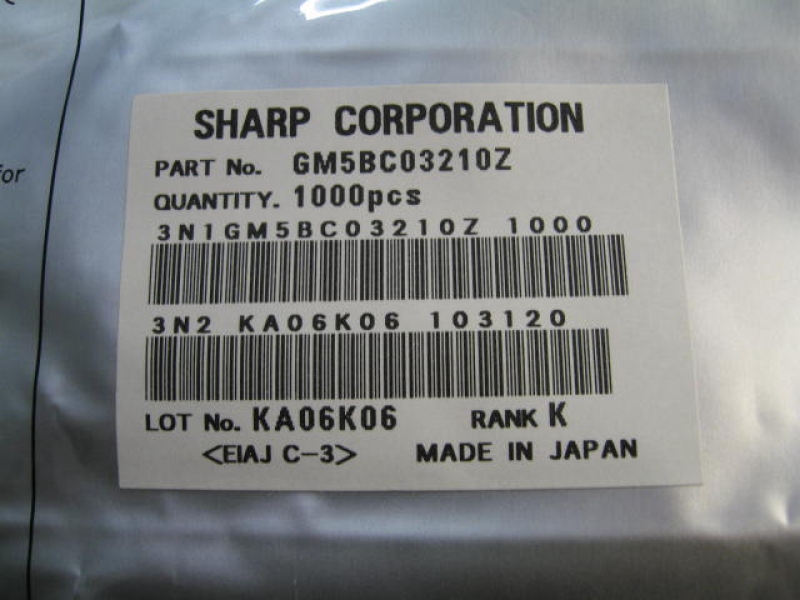 for
SHARP CORPORATION
PART No. GM5BC03210Z
QUANTITY. 1000pcs
3N1GM5BC03210Z 1000
3N2 KA06K06 103120
LOT No. KA06K06 RANK K
<EIAJ C-3> MADE IN JAPAN